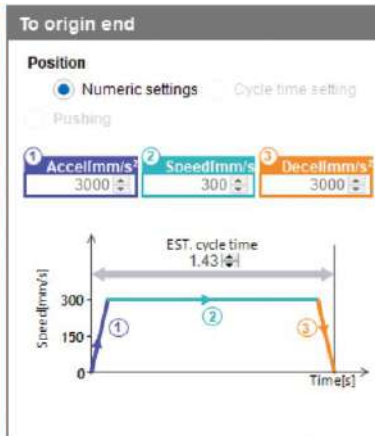 To origin end
Position
Numeric settings Cycle time setting
Pushing
① Accel[mm/s² ② Speed[mm/s ③ Decel[mm/s²
3000 300 3000
EST. cycle time
1.43
Speed[mm/s]
300
150
0
① ② ③
Time[s]